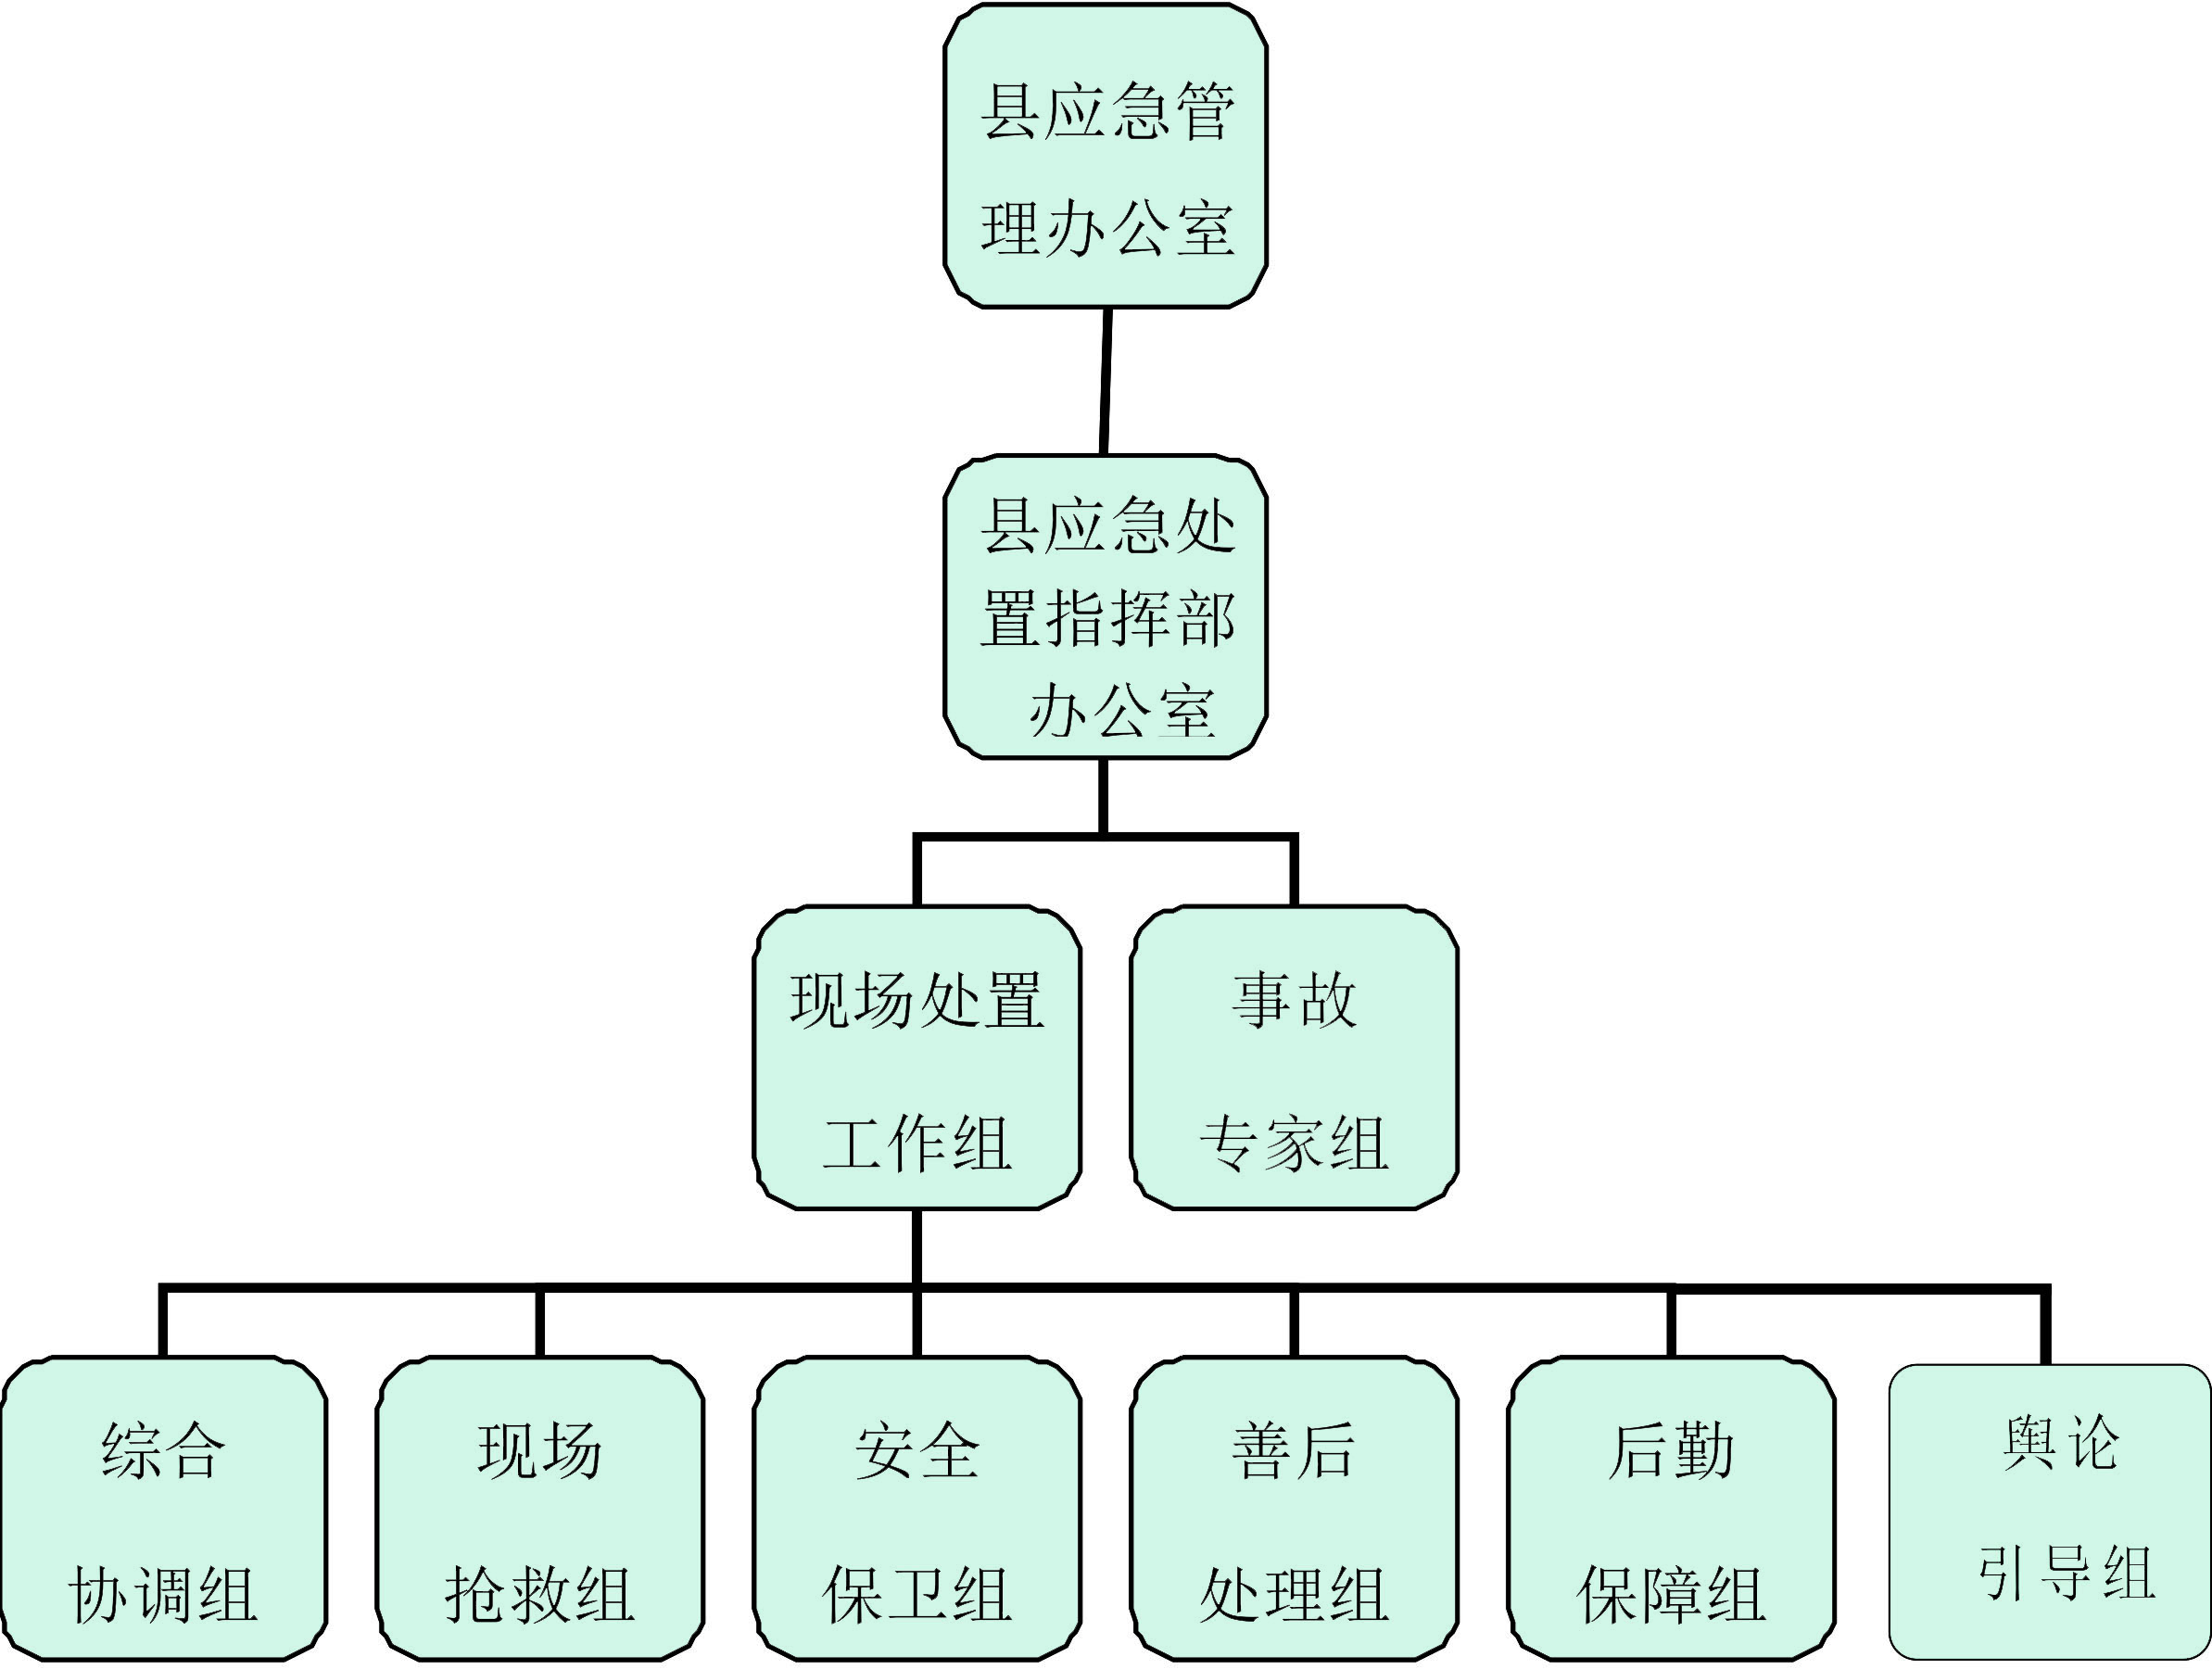 县应急管
理办公室
县应急处
置指挥部
办公室
现场处置
工作组
事故
专家组
综合
协调组
现场
抢救组
安全
保卫组
善后
处理组
后勤
保障组
舆论
引导组